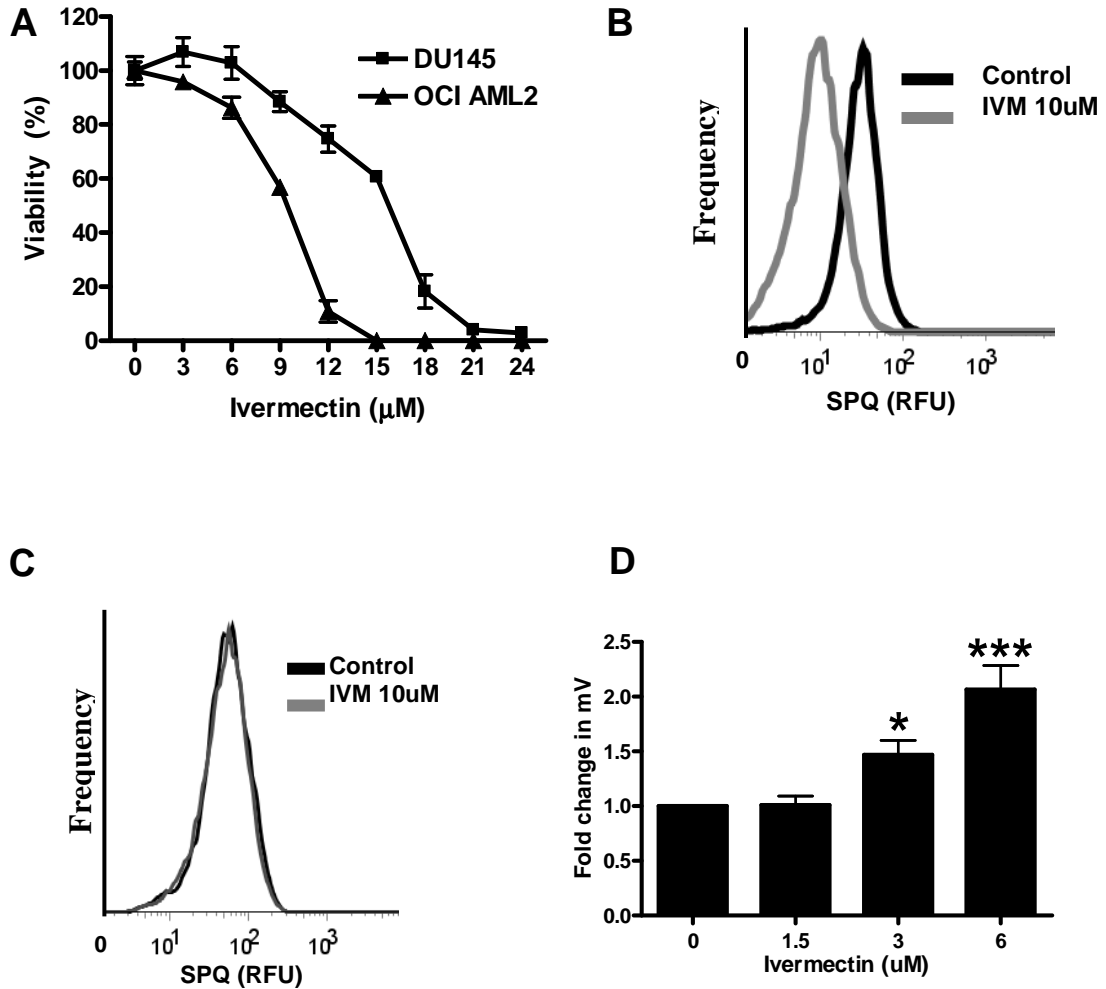 A
120
100
80
60
40
20
0
Viability (%)
DU145
OCI AML2
0 3 6 9 12 15 18 21 24
Ivermectin (μM)
B
Frequency
Control
IVM 10uM
0 10¹ 10² 10³
SPQ (RFU)
C
Frequency
Control
IVM 10uM
0 10¹ 10² 10³
SPQ (RFU)
D
2.5
2.0
1.5
1.0
0.5
0.0
Fold change in mV
*
***
0 1.5 3 6
Ivermectin (uM)